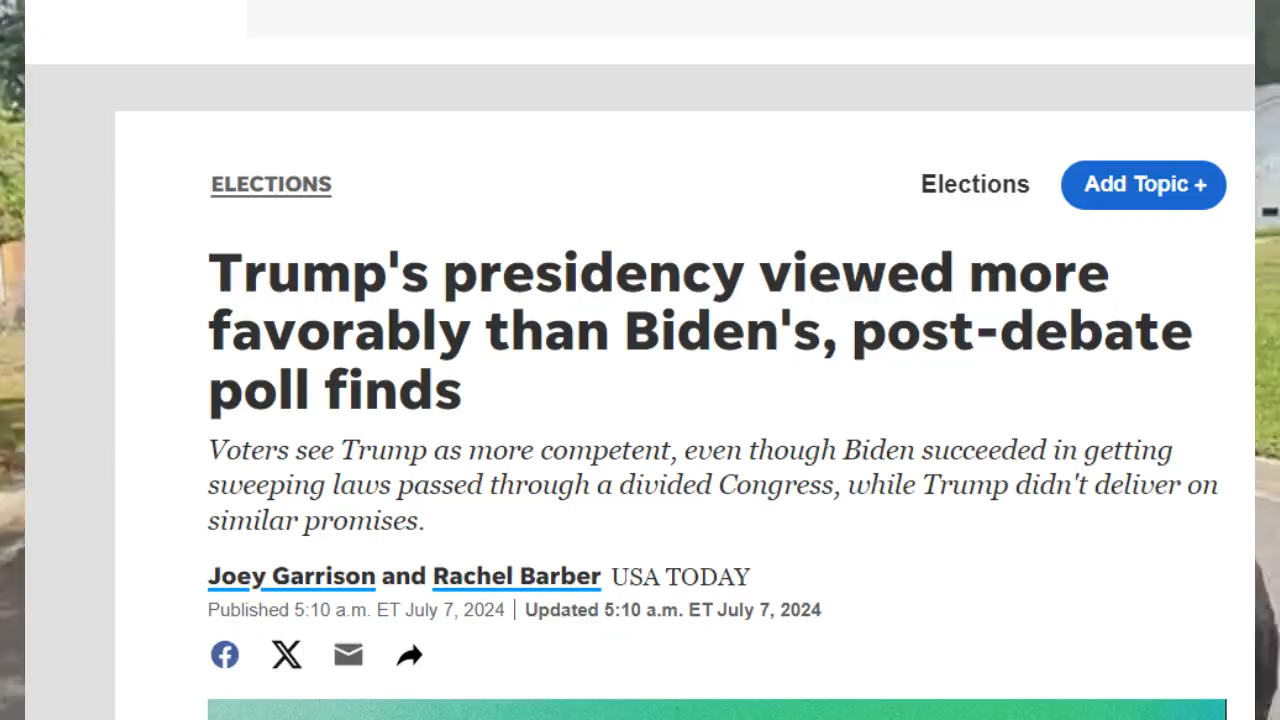 ELECTIONS
Elections
Add Topic +
Trump's presidency viewed more
favorably than Biden's, post-debate
poll finds
Voters see Trump as more competent, even though Biden succeeded in getting
sweeping laws passed through a divided Congress, while Trump didn't deliver on
similar promises.
Joey Garrison and Rachel Barber USA TODAY
Published 5:10 a.m. ET July 7, 2024 | Updated 5:10 a.m. ET July 7, 2024